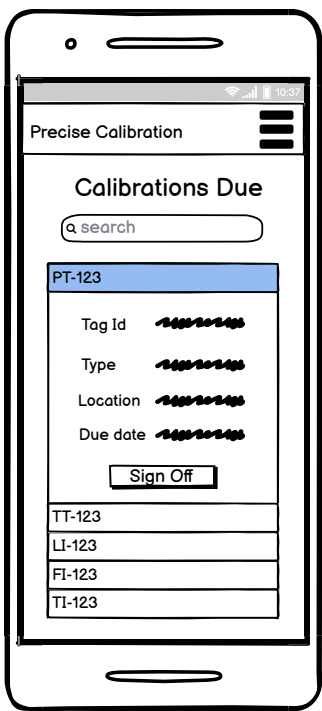 10:37
Precise Calibration
Calibrations Due
search
PT-123
Tag Id
Type
Location
Due date
Sign Off
TT-123
LI-123
FI-123
TI-123